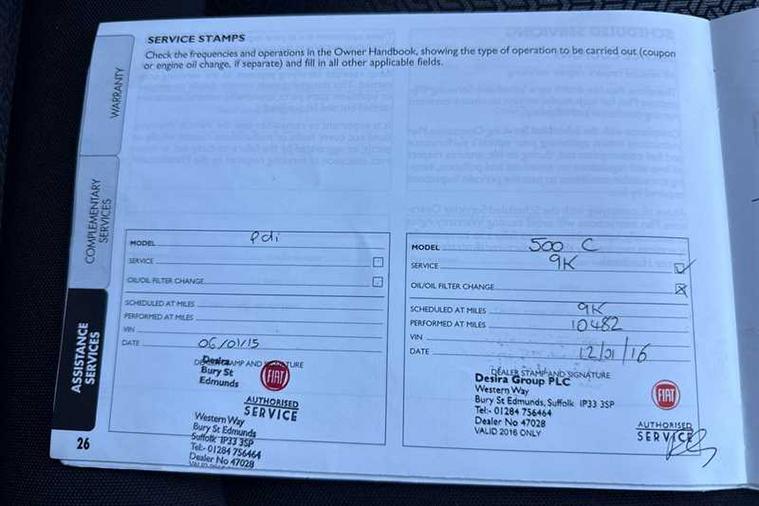 SERVICE STAMPS
Check the frequencies and operations in the Owner Handbook, showing the type of operation to be carried out (coupon
or engine oil change, if separate) and fill in all other applicable fields.
WARRANTY
COMPLEMENTARY
SERVICES
ASSISTANCE
SERVICES
26
MODEL Pdi
SERVICE
OIL/OIL FILTER CHANGE
SCHEDULED AT MILES
PERFORMED AT MILES
VIN
DATE 06/01/15
DEALER STAMP AND SIGNATURE
Desira
Bury St
Edmunds
FIAT
AUTHORISED
SERVICE
Western Way
Bury St Edmunds
Suffolk IP33 3SP
Tel:- 01284 756464
Dealer No 47028
MODEL 500 C
SERVICE 9K
OIL/OIL FILTER CHANGE
SCHEDULED AT MILES 9K
PERFORMED AT MILES 10482
VIN
DATE 12/01/16
DEALER STAMP AND SIGNATURE
Desira Group PLC
Western Way
Bury St Edmunds, Suffolk IP33 3SP
Tel:- 01284 756464
Dealer No 47028
VALID 2016 ONLY
FIAT
AUTHORISED
SERVICE